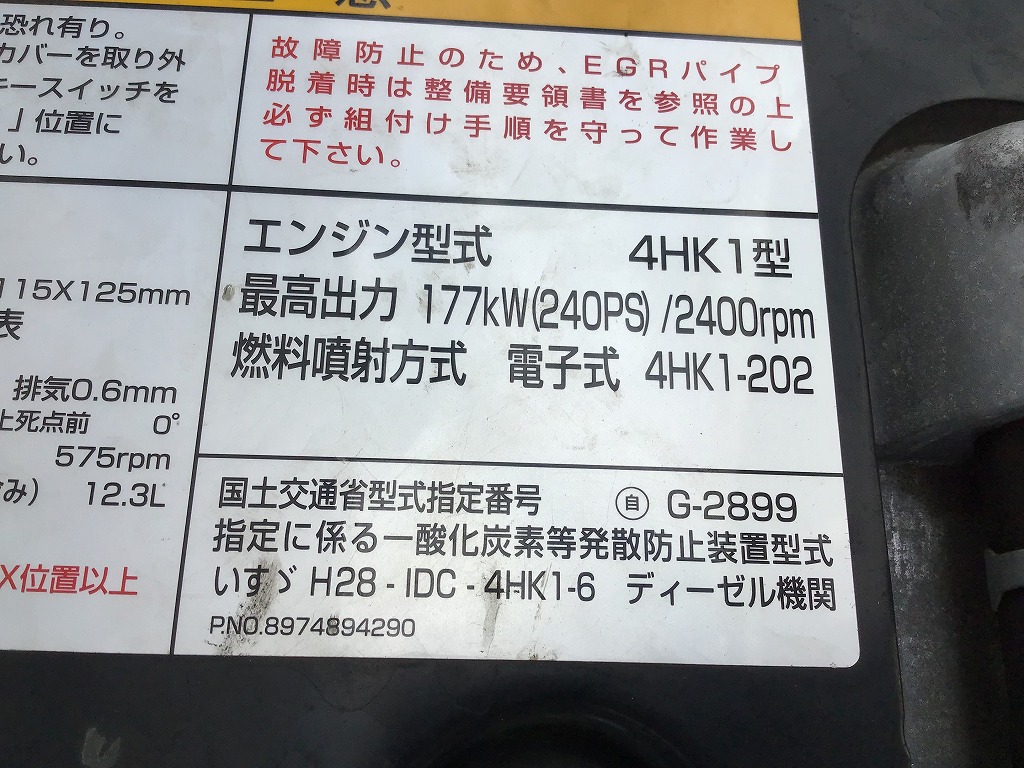 恐れ有り。
カバーを取り外
キースイッチを
」位置に
い。
故障防止のため、EGRパイプ
脱着時は整備要領書を参照の上
必ず組付け手順を守って作業し
て下さい。
115X125mm
表
排気0.6mm
上死点前 0°
575rpm
12.3L
X位置以上
エンジン型式 4HK1型
最高出力 177kW(240PS)/2400rpm
燃料噴射方式 電子式 4HK1-202
国土交通省型式指定番号 自 G-2899
指定に係る一酸化炭素等発散防止装置型式
いすゞ H28-IDC-4HK1-6 ディーゼル機関
P.NO.8974894290